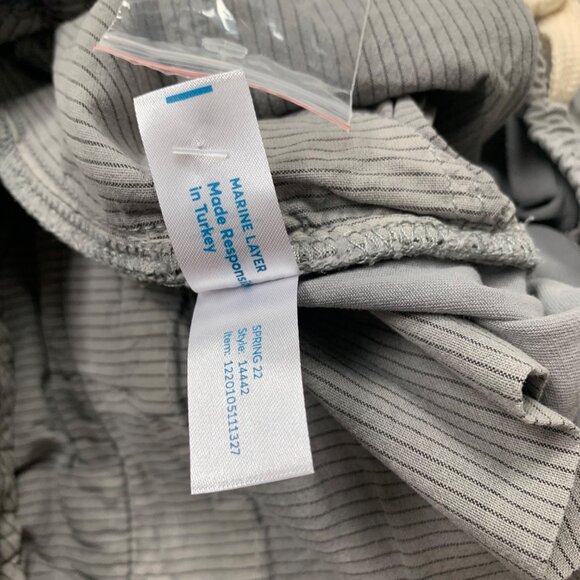 MARINE LAYER
Made Responsi
in Turkey
SPRING 22
Style: 14442
Item: 1220105111327